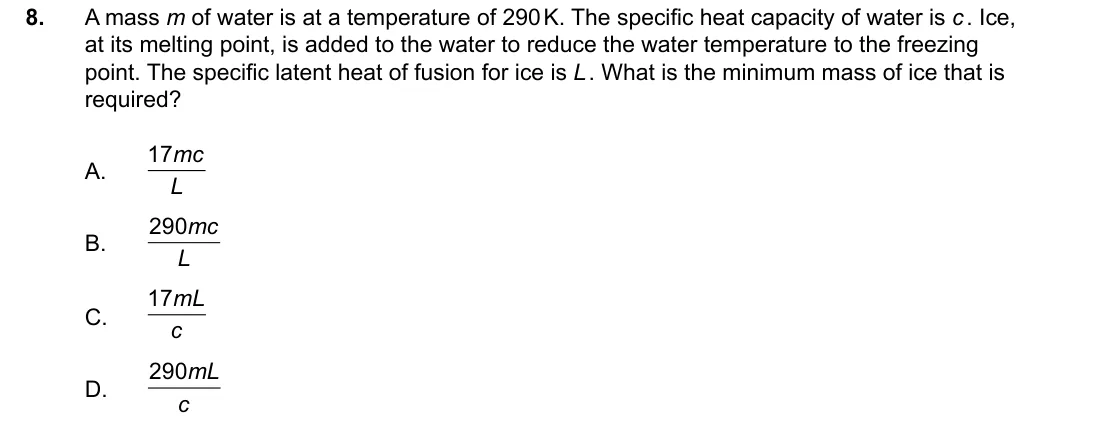 8. A mass m of water is at a temperature of 290K. The specific heat capacity of water is c. Ice,
at its melting point, is added to the water to reduce the water temperature to the freezing
point. The specific latent heat of fusion for ice is L. What is the minimum mass of ice that is
required?
A. 17mc
L
B. 290mc
L
C. 17mL
c
D. 290mL
c